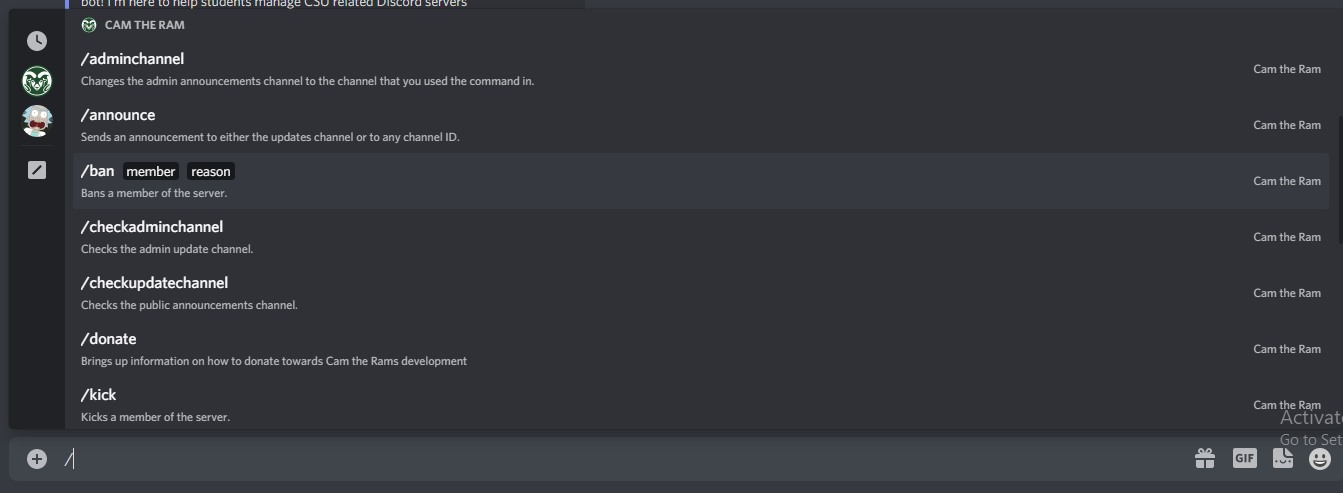 bot! I'm here to help students manage CSU related Discord servers
CAM THE RAM
/adminchannel
Changes the admin announcements channel to the channel that you used the command in.
Cam the Ram
/announce
Sends an announcement to either the updates channel or to any channel ID.
Cam the Ram
/ban member reason
Bans a member of the server.
Cam the Ram
/checkadminchannel
Checks the admin update channel.
Cam the Ram
/checkupdatechannel
Checks the public announcements channel.
Cam the Ram
/donate
Brings up information on how to donate towards Cam the Rams development
Cam the Ram
/kick
Kicks a member of the server.
Cam the Ram
Activat
Go to Set
/
GIF